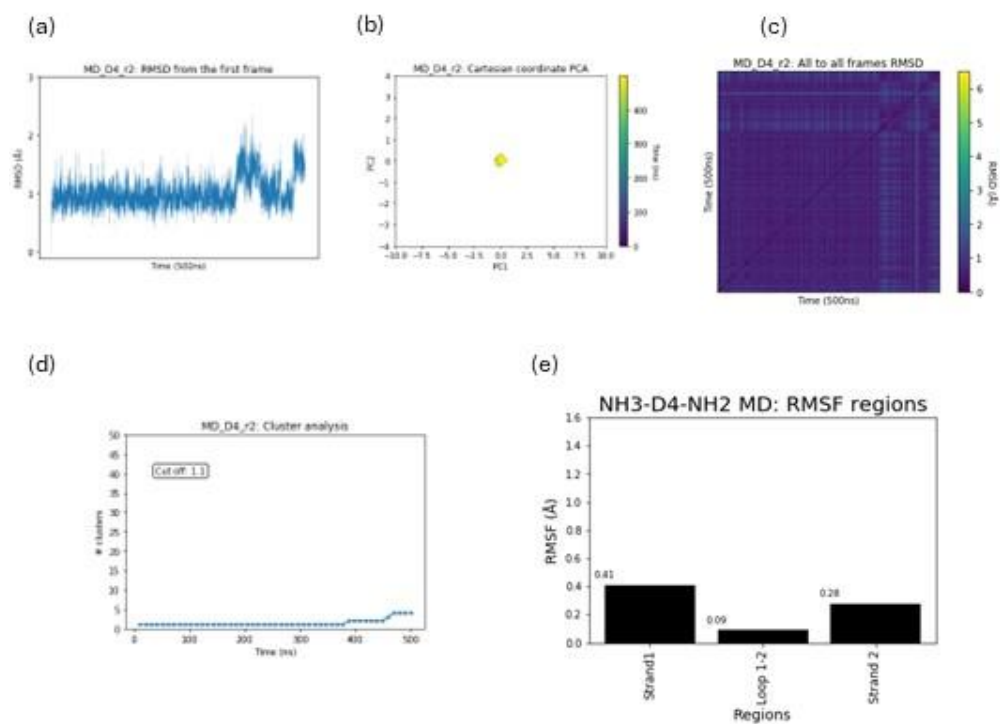 (a)
MD_D4_r2: RMSD from the first frame
3
2
1
0
RMSD (Å)
Time (500ns)
(b)
MD_D4_r2: Cartesian coordinate PCA
4
3
2
1
0
−1
−2
−3
−4
PC2
−10.0 −7.5 −5.0 −2.5 0.0 2.5 5.0 7.5 10.0
PC1
400
300
200
100
0
Time (ns)
(c)
MD_D4_r2: All to all frames RMSD
Time (500ns)
Time (500ns)
6
5
4
3
2
1
0
RMSD (Å)
(d)
MD_D4_r2: Cluster analysis
50
45
40
35
30
25
20
15
10
5
0
Cut off: 1.1
# clusters
0 100 200 300 400 500
Time (ns)
(e)
NH3-D4-NH2 MD: RMSF regions
1.6
1.4
1.2
1.0
0.8
0.6
0.4
0.2
0.0
RMSF (Å)
0.41
0.09
0.28
Strand1
Loop 1-2
Strand 2
Regions